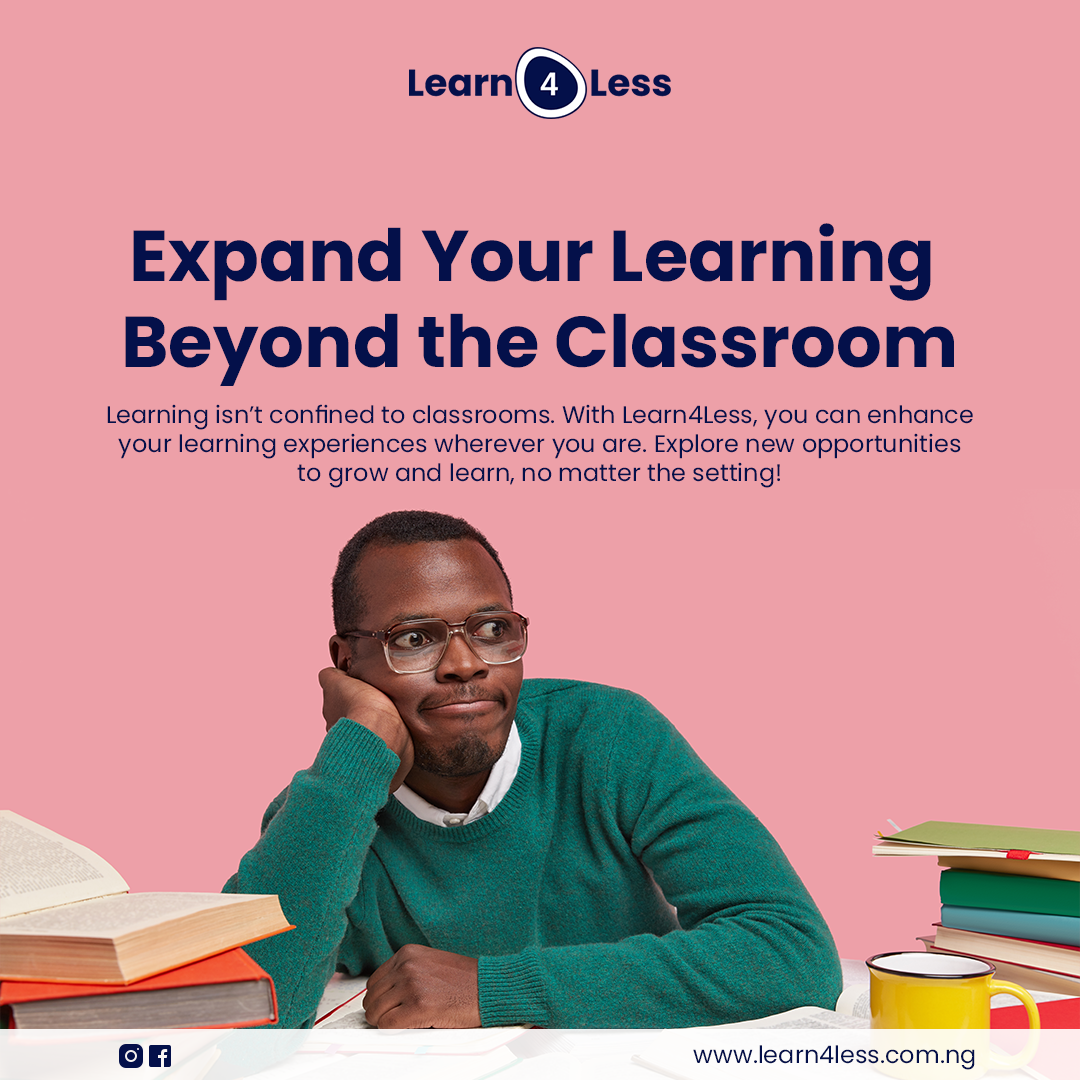 Learn 4 Less
Expand Your Learning
Beyond the Classroom
Learning isn’t confined to classrooms. With Learn4Less, you can enhance
your learning experiences wherever you are. Explore new opportunities
to grow and learn, no matter the setting!
www.learn4less.com.ng